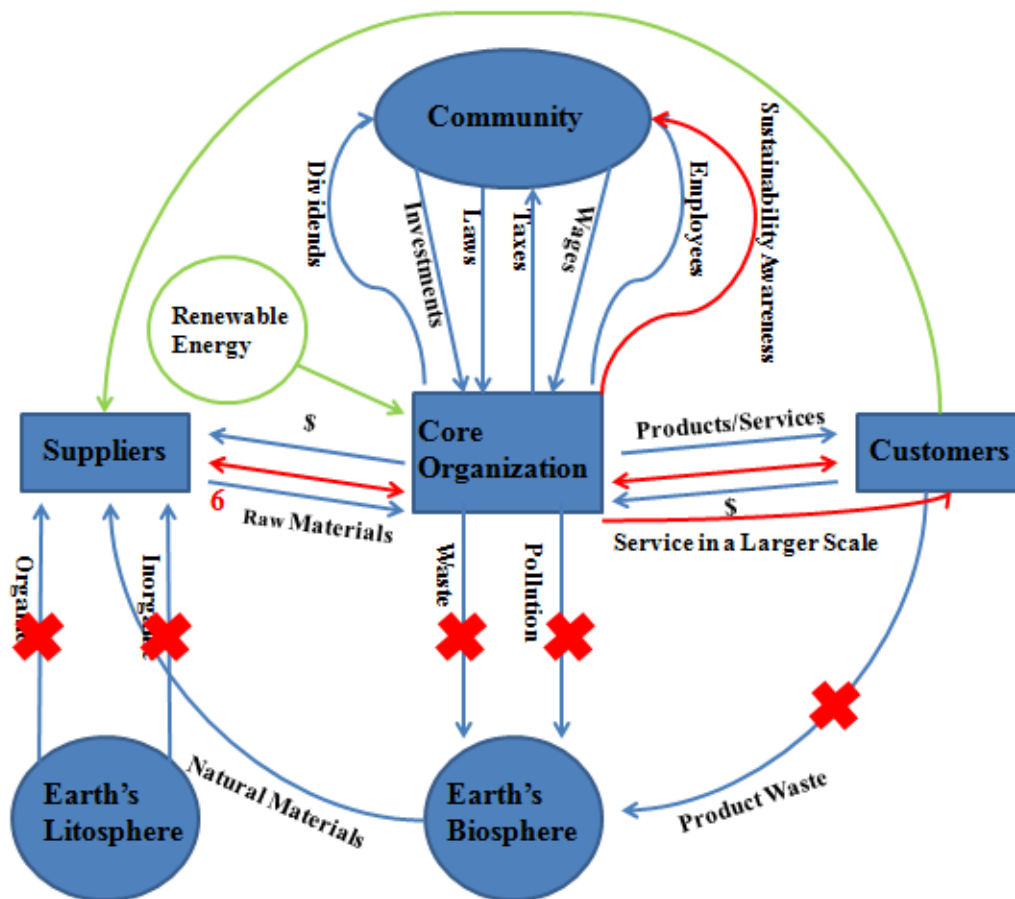 Community
Sustainability Awareness
Dividends
Investments
Laws
Taxes
Wages
Employees
Renewable
Energy
Suppliers
$
6
Raw Materials
Core
Organization
Products/Services
$
Service in a Larger Scale
Customers
Waste
Pollution
Earth's
Litosphere
Natural Materials
Earth's
Biosphere
Product Waste